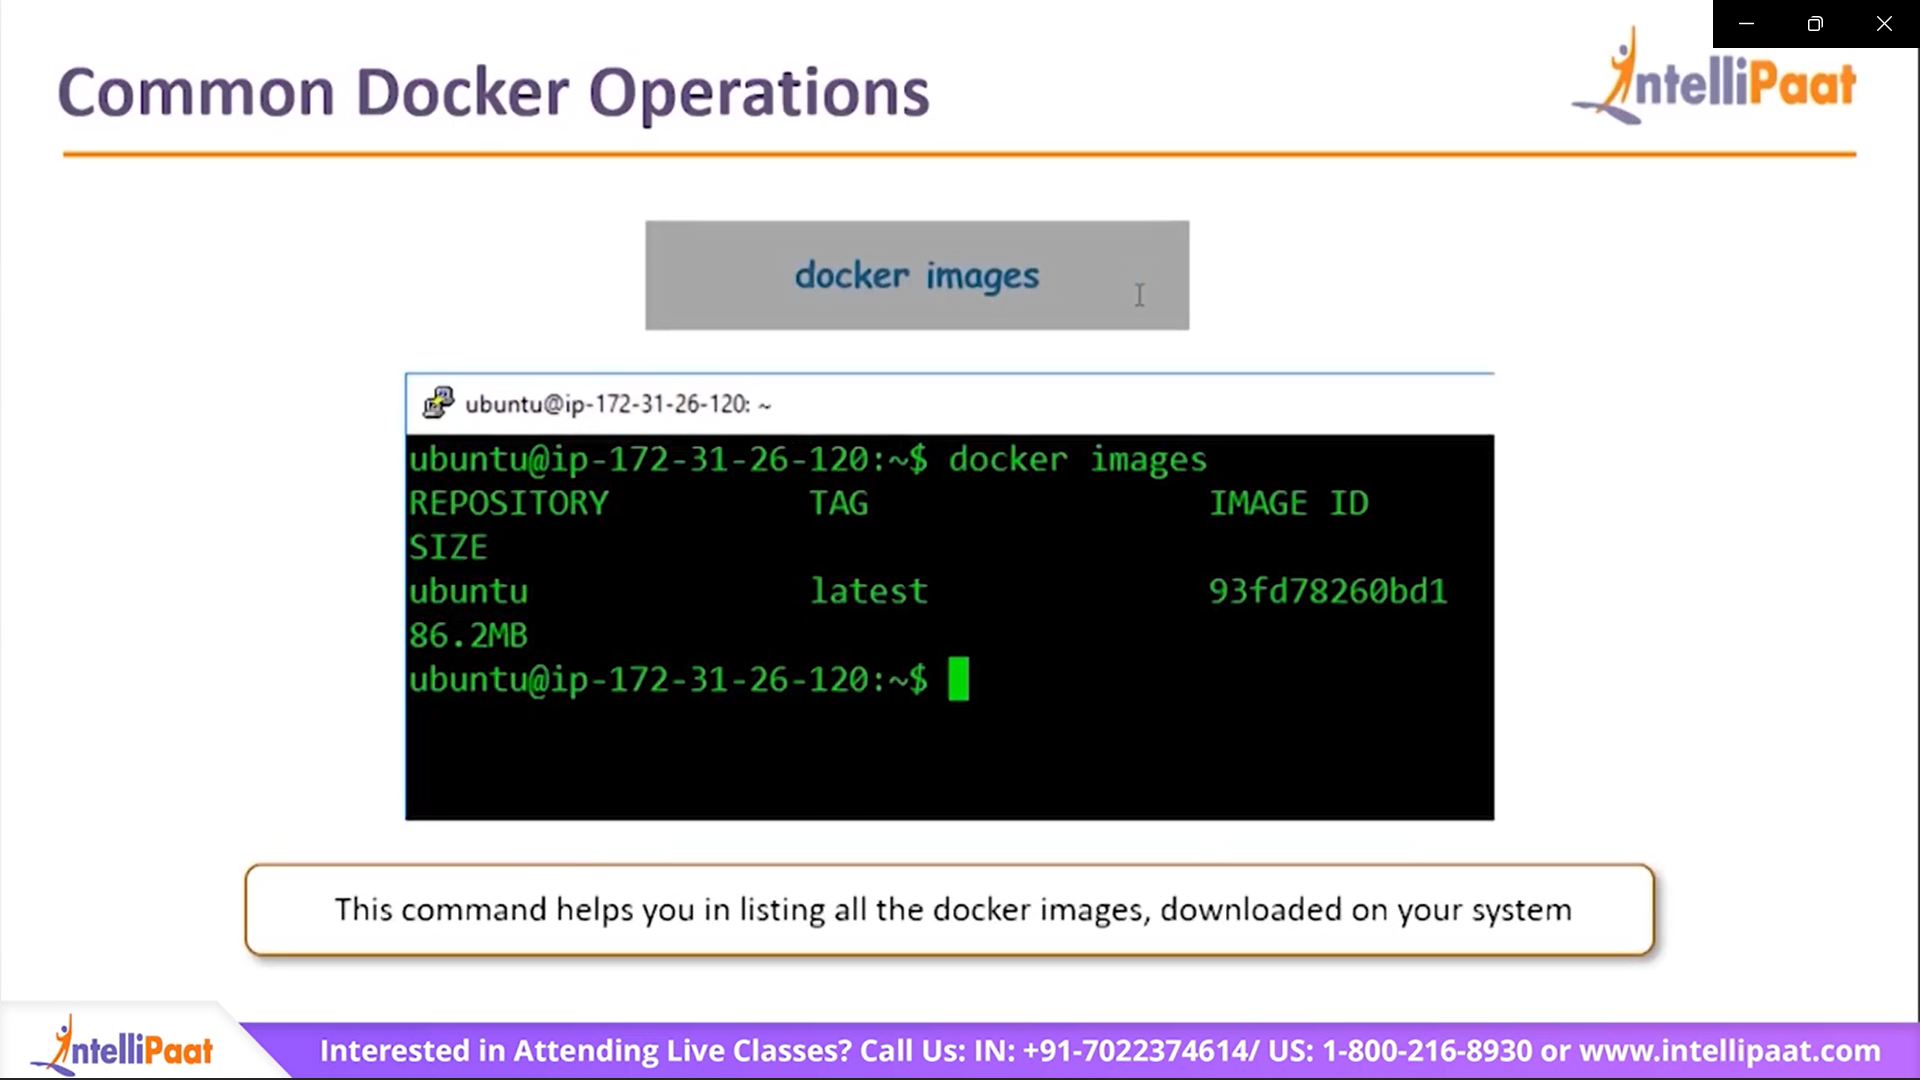 Common Docker Operations
IntelliPaat
docker images
ubuntu@ip-172-31-26-120: ~
ubuntu@ip-172-31-26-120:~$ docker images
REPOSITORY TAG IMAGE ID
SIZE
ubuntu latest 93fd78260bd1
86.2MB
ubuntu@ip-172-31-26-120:~$
This command helps you in listing all the docker images, downloaded on your system
IntelliPaat
Interested in Attending Live Classes? Call Us: IN: +91-7022374614/ US: 1-800-216-8930 or www.intellipaat.com